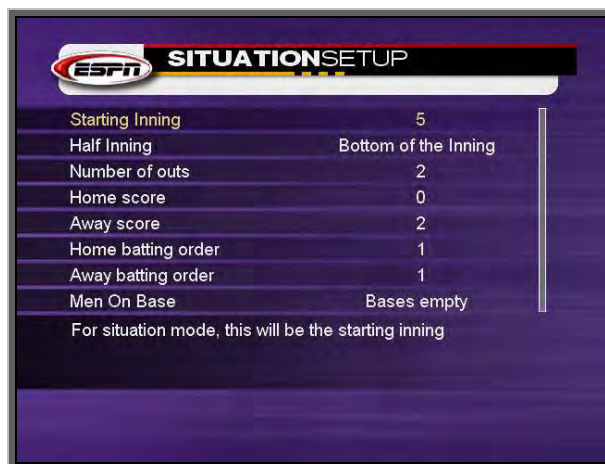 ESPN
SITUATIONSETUP
Starting Inning 5
Half Inning Bottom of the Inning
Number of outs 2
Home score 0
Away score 2
Home batting order 1
Away batting order 1
Men On Base Bases empty
For situation mode, this will be the starting inning